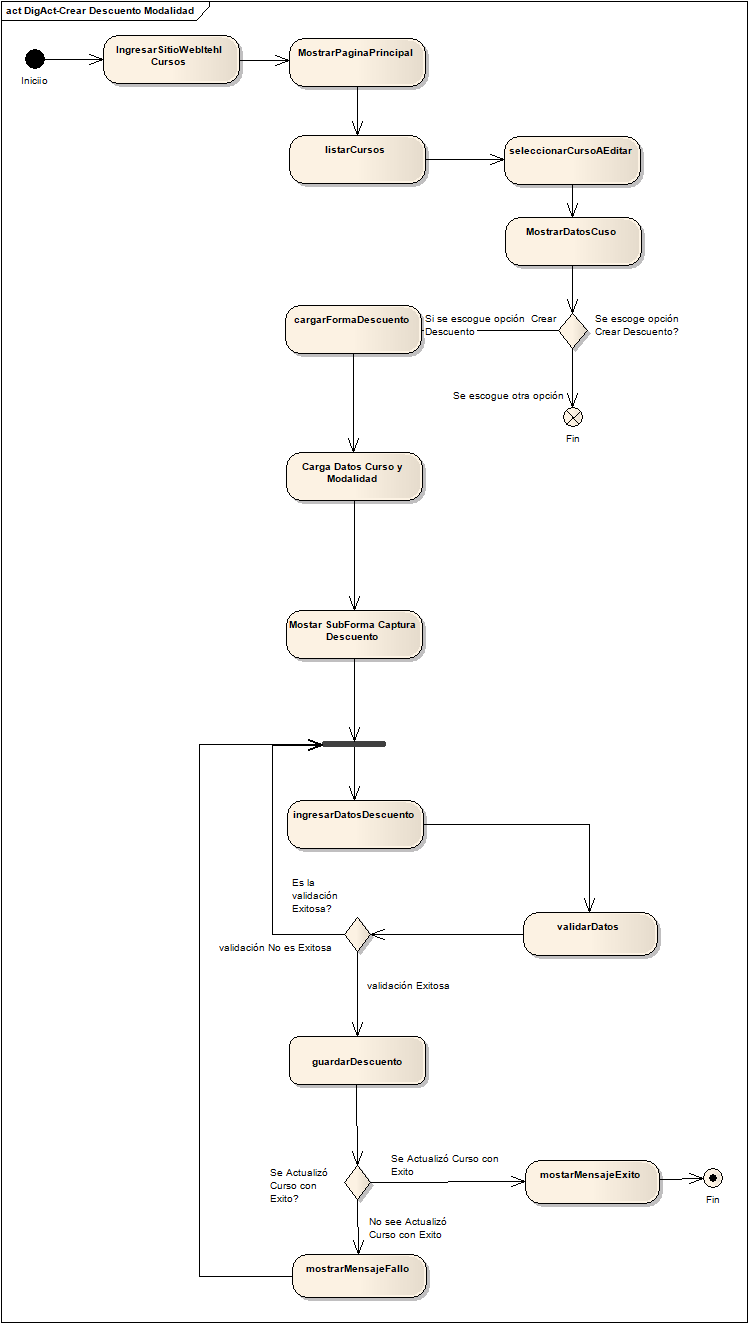 act DigAct-Crear Descuento Modalidad
Iniciio
IngresarSitioWebItehl
Cursos
MostrarPaginaPrincipal
listarCursos
seleccionarCursoAEditar
MostrarDatosCuso
cargarFormaDescuento
Si se escogue opción Crear
Descuento
Se escoge opción
Crear Descuento?
Se escogue otra opción
Fin
Carga Datos Curso y
Modalidad
Mostar SubForma Captura
Descuento
ingresarDatosDescuento
Es la
validación
Exitosa?
validarDatos
validación No es Exitosa
validación Exitosa
guardarDescuento
Se Actualizó
Curso con
Exito?
Se Actualizó Curso con
Exito
mostarMensajeExito
Fin
No see Actualizó
Curso con Exito
mostrarMensajeFallo